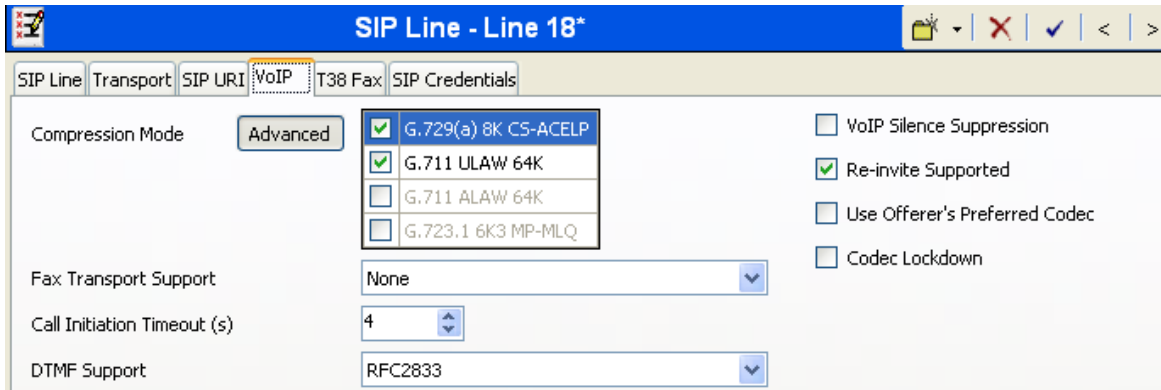 SIP Line - Line 18*
SIP Line Transport SIP URI VoIP T38 Fax SIP Credentials
Compression Mode Advanced
G.729(a) 8K CS-ACELP
G.711 ULAW 64K
G.711 ALAW 64K
G.723.1 6K3 MP-MLQ
VoIP Silence Suppression
Re-invite Supported
Use Offerer's Preferred Codec
Codec Lockdown
Fax Transport Support None
Call Initiation Timeout (s) 4
DTMF Support RFC2833